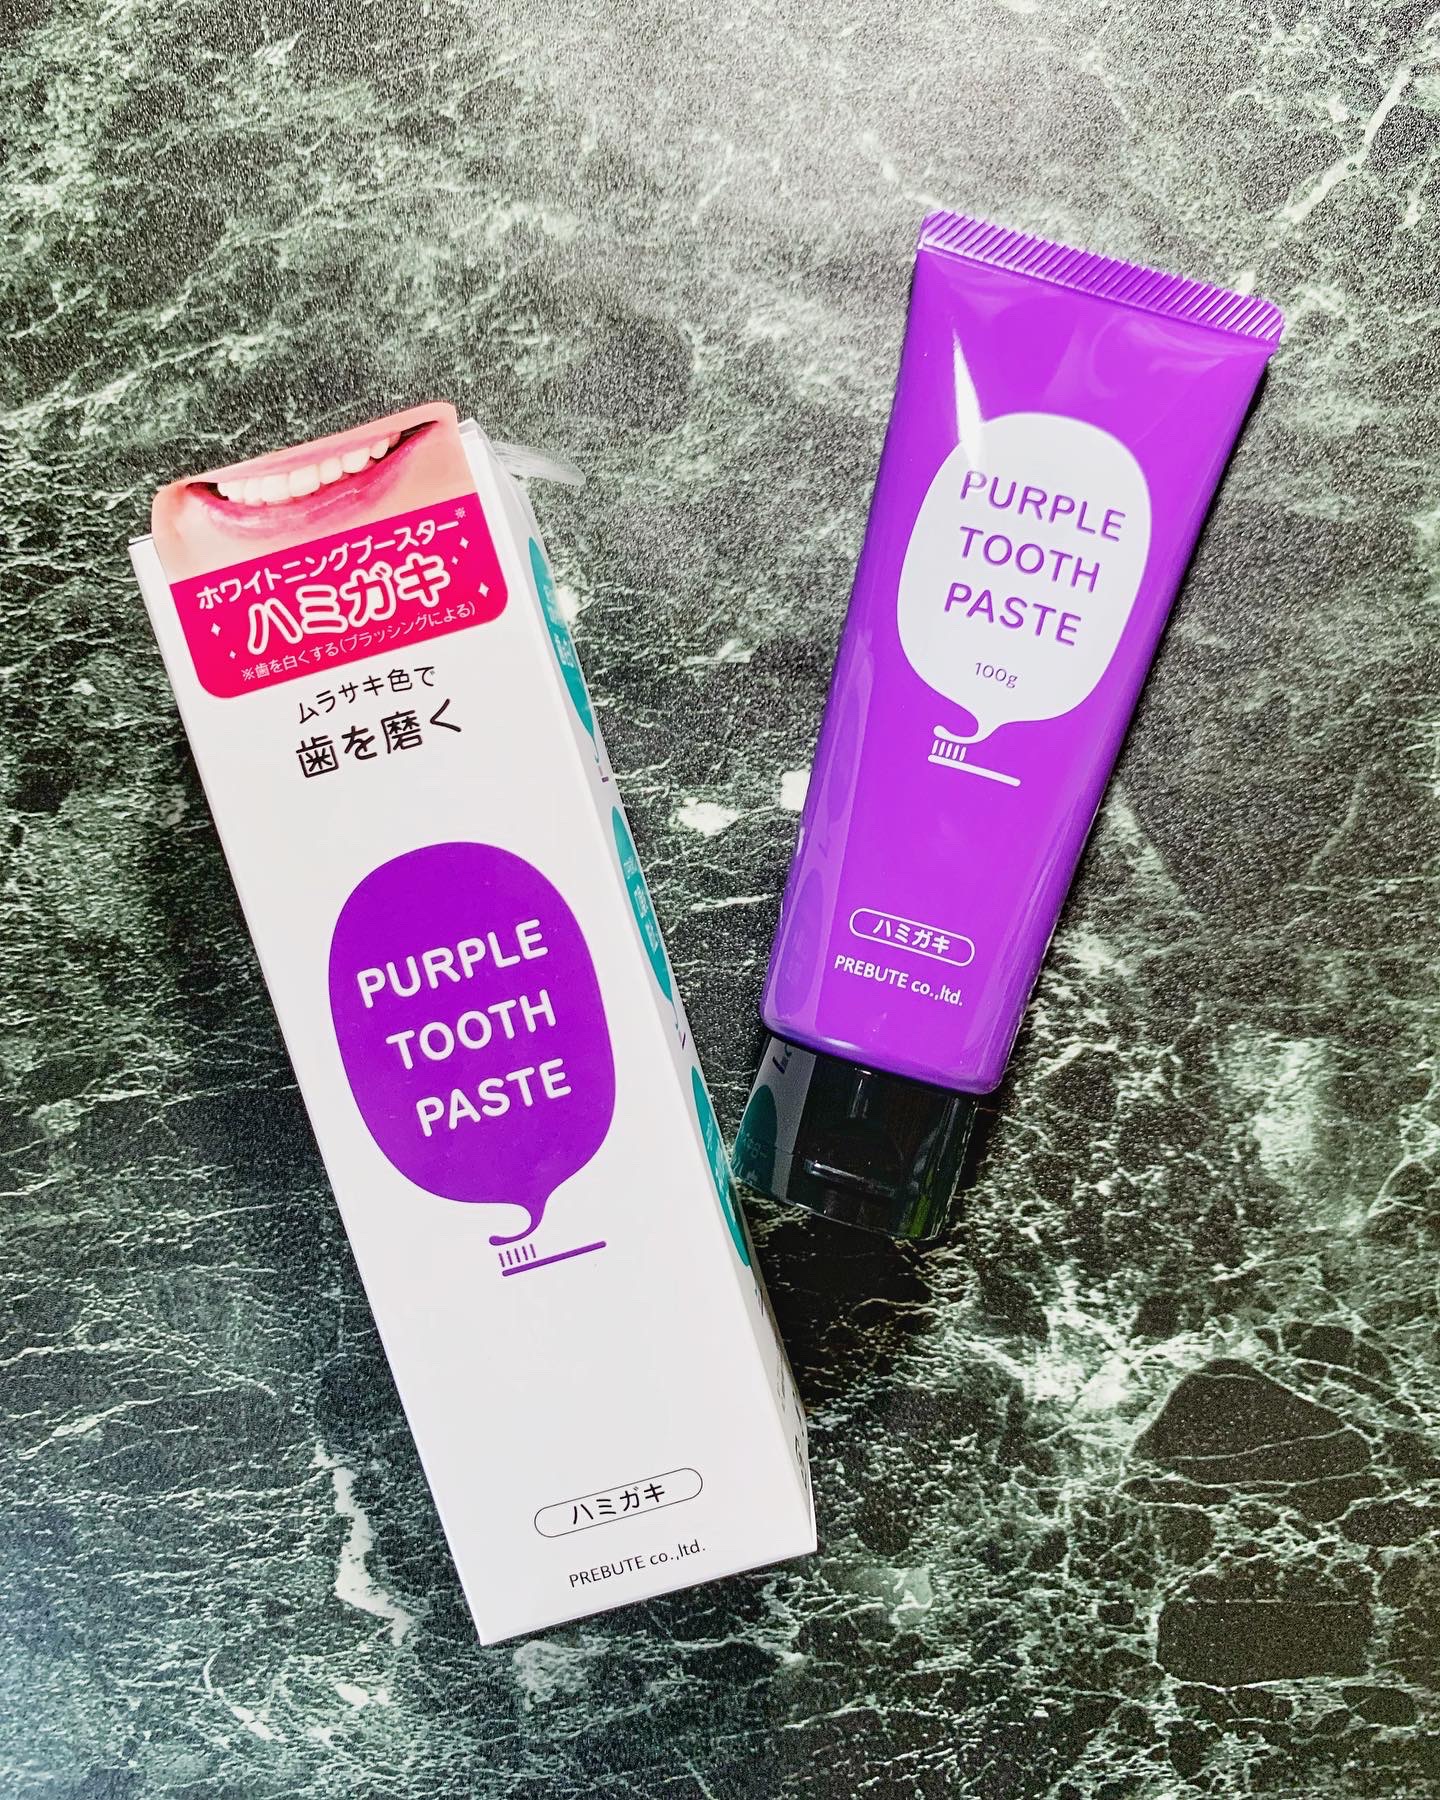 ホワイトニングブースター※
ハミガキ
※歯を白くする(ブラッシングによる)
ムラサキ色で
歯を磨く
PURPLE
TOOTH
PASTE
ハミガキ
PREBUTE co.,ltd.
PURPLE
TOOTH
PASTE
100g
ハミガキ
PREBUTE co.,ltd.